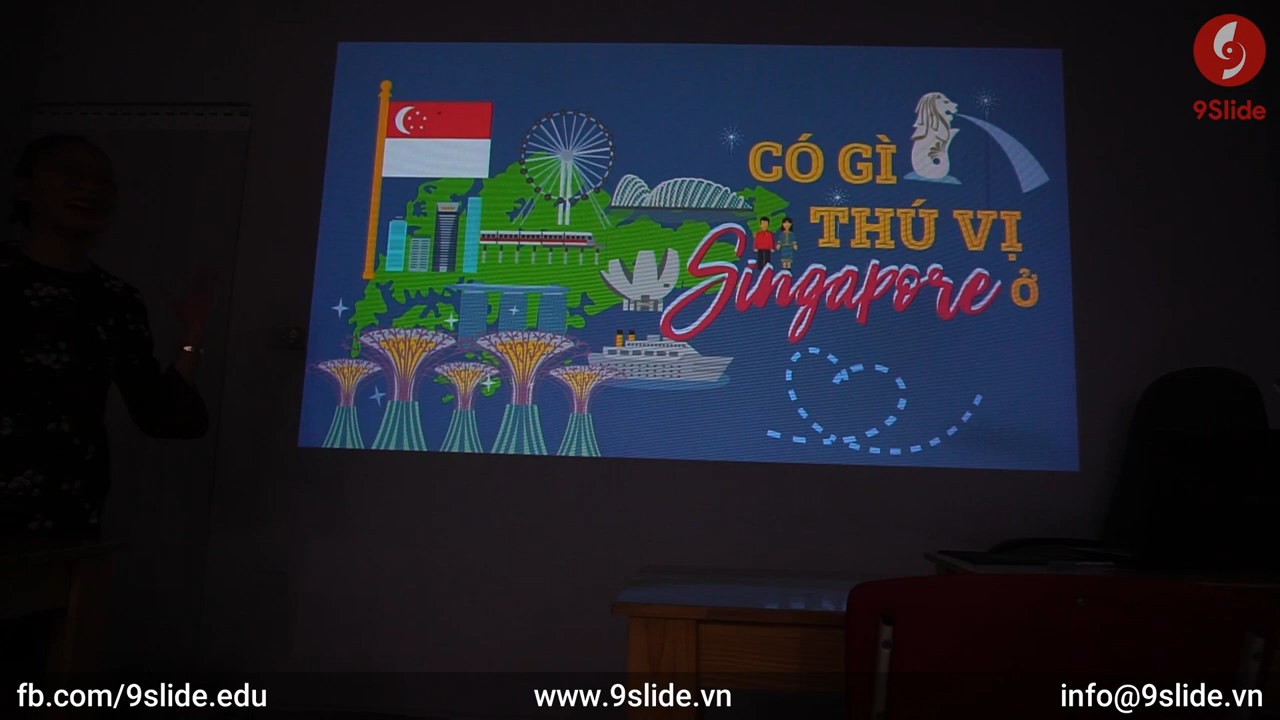 9Slide
CÓ GÌ
THÚ VỊ
ở
Singapore
fb.com/9slide.edu
www.9slide.vn
info@9slide.vn